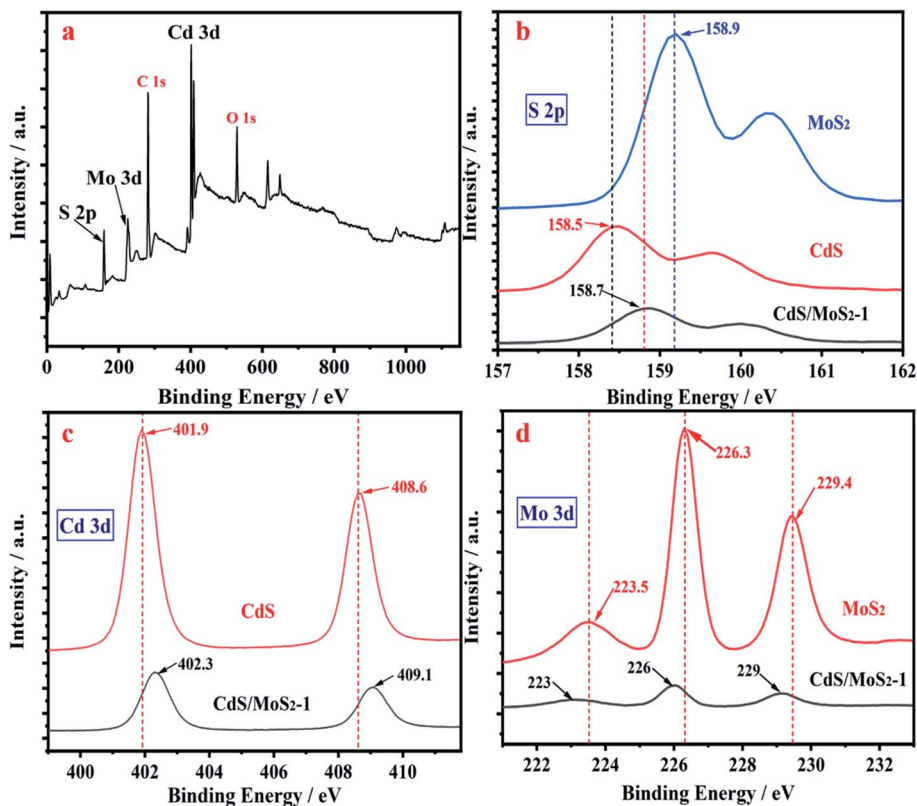 a
Cd 3d
C 1s
O 1s
Mo 3d
S 2p
Intensity / a.u.
0 200 400 600 800 1000
Binding Energy / eV
b
158.9
S 2p
MoS₂
158.5
CdS
158.7
CdS/MoS₂-1
Intensity / a.u.
157 158 159 160 161 162
Binding Energy / eV
c
401.9
408.6
Cd 3d
CdS
402.3
409.1
CdS/MoS₂-1
Intensity / a.u.
400 402 404 406 408 410
Binding Energy / eV
d
226.3
229.4
Mo 3d
223.5
MoS₂
CdS/MoS₂-1
223
226
229
Intensity / a.u.
222 224 226 228 230 232
Binding Energy / eV